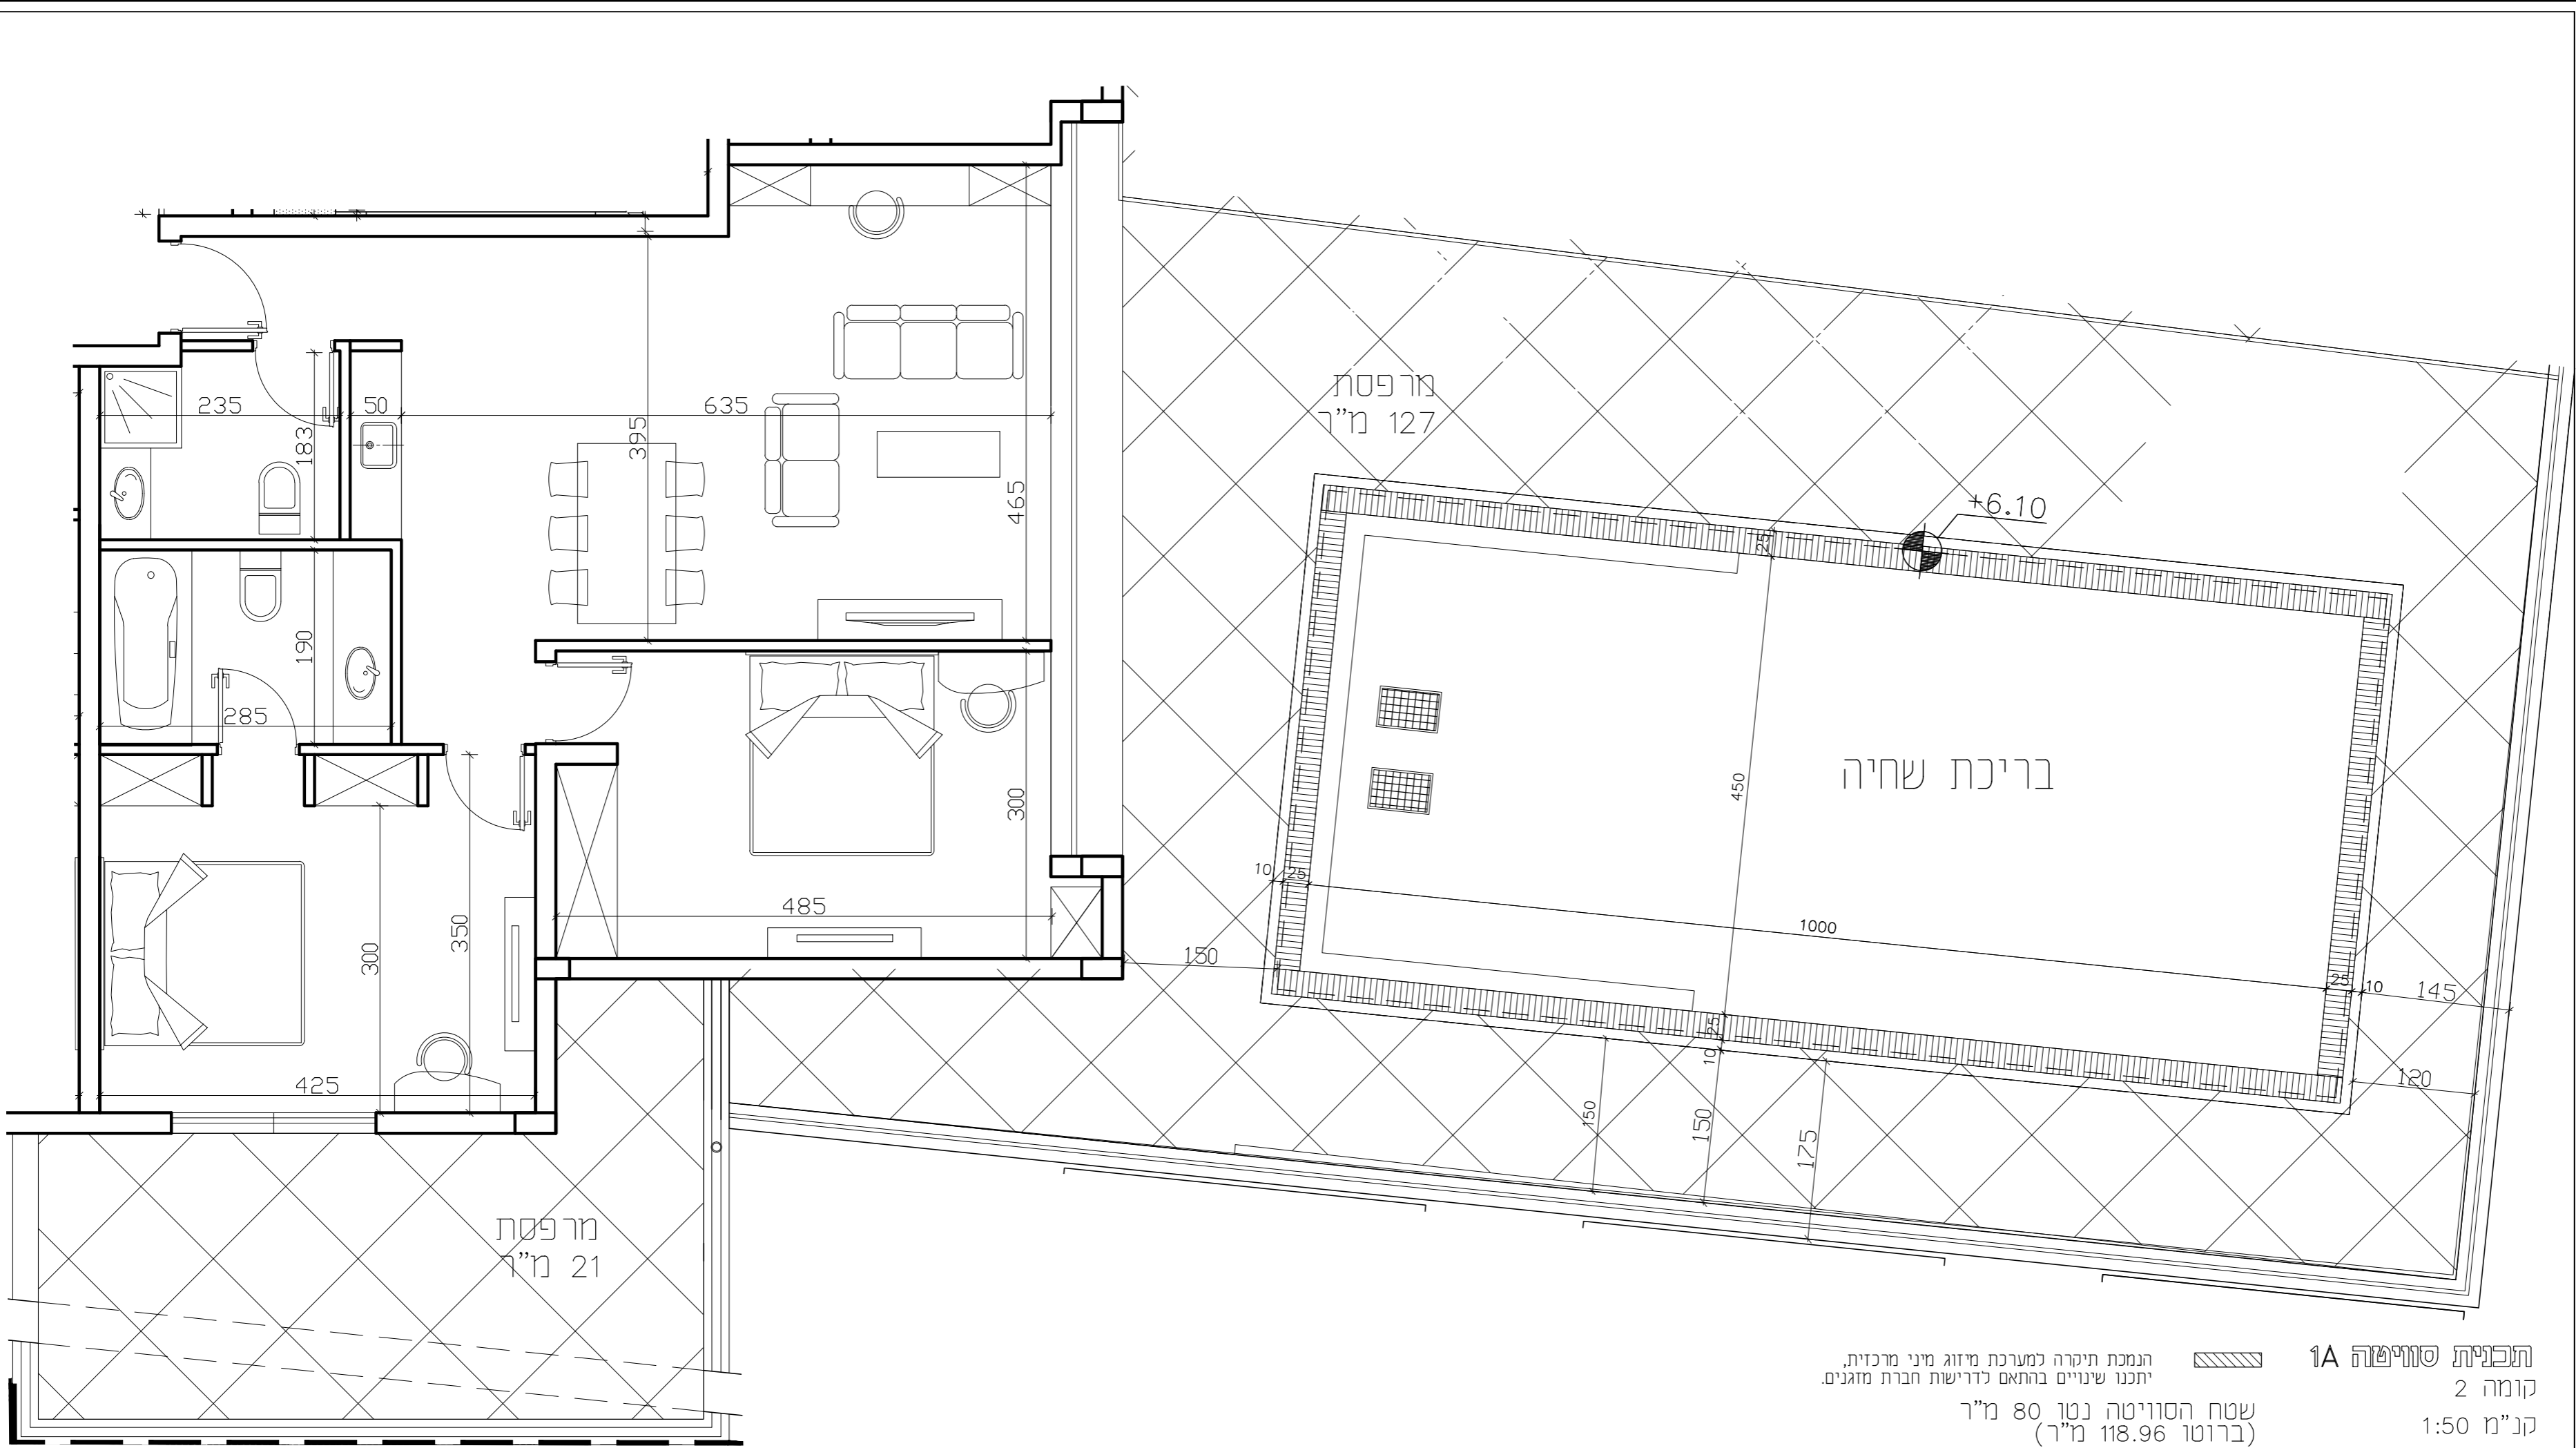 235
50
635
183
395
465
מרפסת
127 מ"ר
+6.10
25
190
285
300
450
בריכת שחיה
485
10
25
1000
350
300
150
25
10
145
25
10
120
425
150
150
175
מרפסת
21 מ"ר
תכנית סוויטה 1A
קומה 2
קנ"מ 1:50
הנמכת תיקרה למערכת מיזוג מיני מרכזית,
יתכנו שינויים בהתאם לדרישות חברת מזגנים.
שטח הסוויטה נטו 80 מ"ר
(ברוטו 118.96 מ"ר)